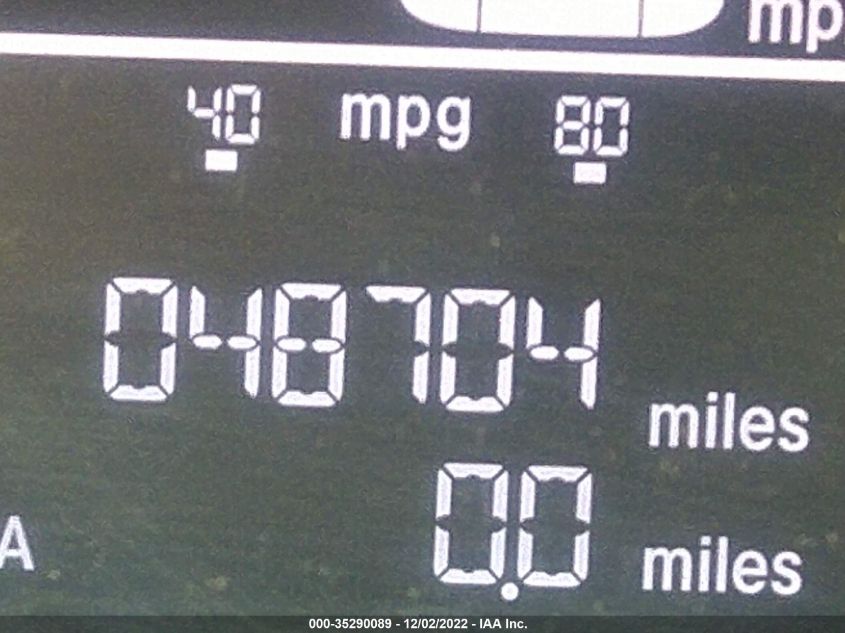 mp
40 mpg 80
048704 miles
A 0.0 miles
000-35290089 - 12/02/2022 - IAA Inc.